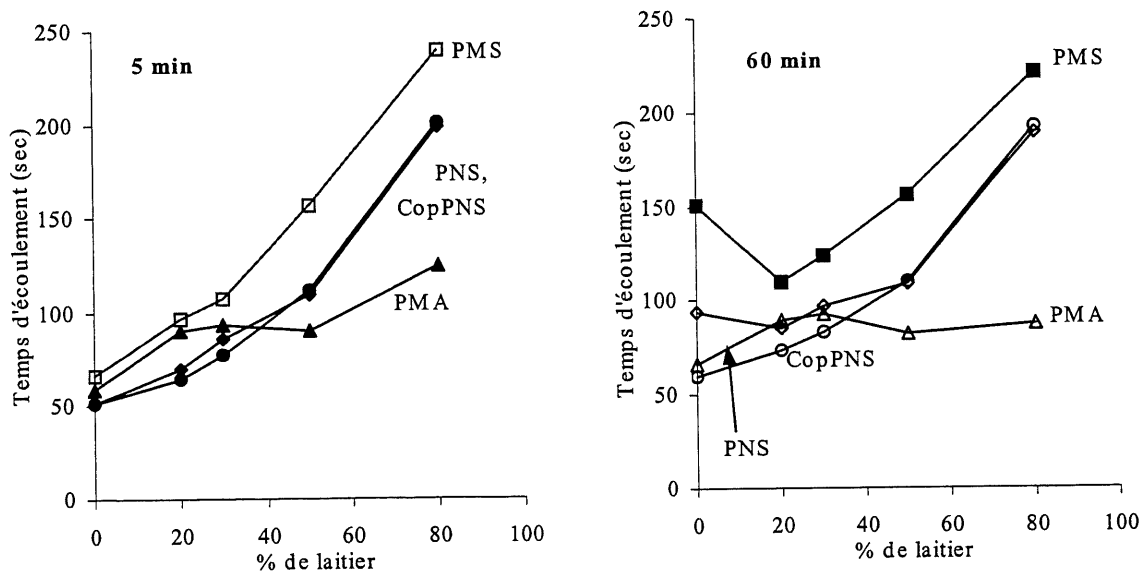 5 min
Temps d'écoulement (sec)
250
200
150
100
50
0
0 20 40 60 80 100
% de laitier
PMS
PNS,
CopPNS
PMA
60 min
Temps d'écoulement (sec)
250
200
150
100
50
0
0 20 40 60 80 100
% de laitier
PMS
PMA
CopPNS
PNS